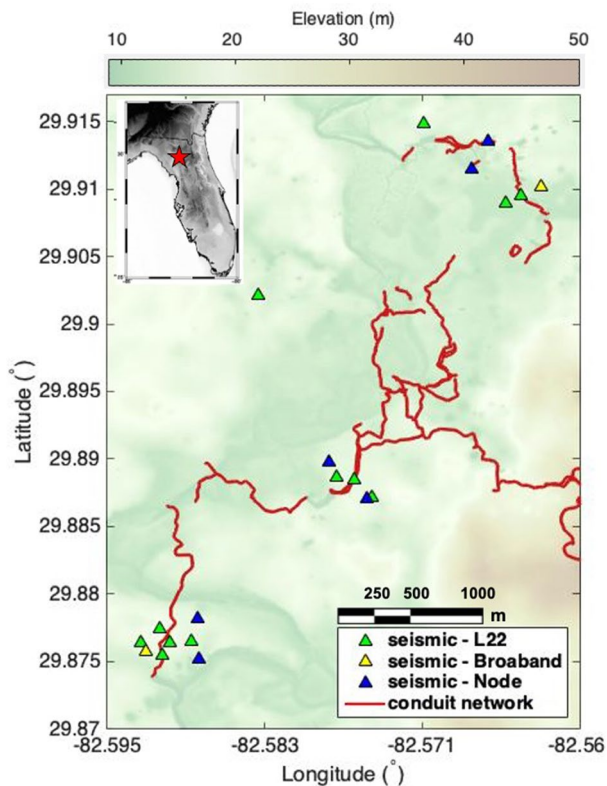 Elevation (m)
10 20 30 40 50
29.915
29.91
29.905
29.9
29.895
29.89
29.885
29.88
29.875
29.87
Latitude (°)
250 500 1000
m
seismic - L22
seismic - Broaband
seismic - Node
conduit network
-82.595 -82.583 -82.571 -82.56
Longitude (°)